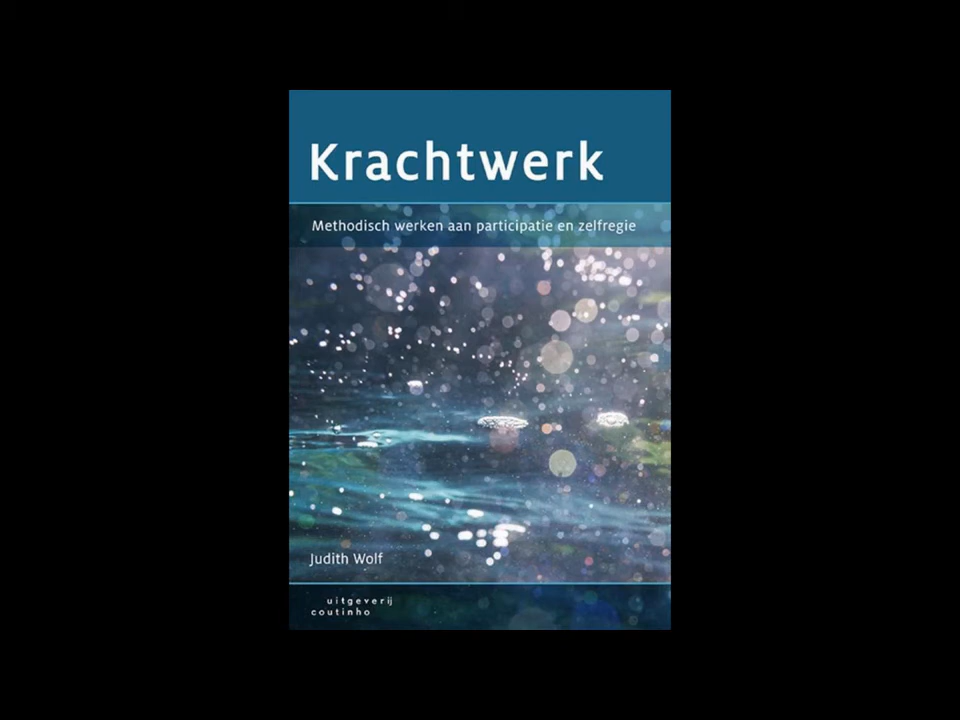 Krachtwerk
Methodisch werken aan participatie en zelfregie
Judith Wolf
uitgeverij
coutinho